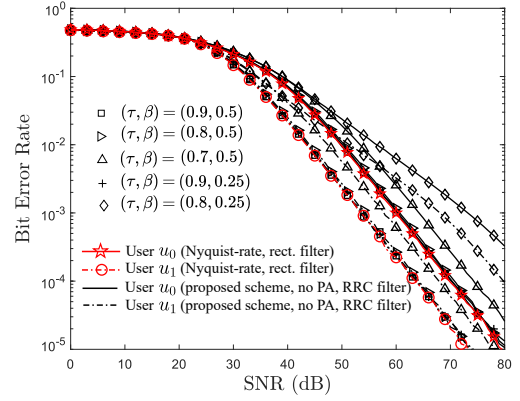 10^0
10^-1
10^-2
10^-3
10^-4
10^-5
Bit Error Rate
(τ, β) = (0.9, 0.5)
(τ, β) = (0.8, 0.5)
(τ, β) = (0.7, 0.5)
(τ, β) = (0.9, 0.25)
(τ, β) = (0.8, 0.25)
User u_0 (Nyquist-rate, rect. filter)
User u_1 (Nyquist-rate, rect. filter)
User u_0 (proposed scheme, no PA, RRC filter)
User u_1 (proposed scheme, no PA, RRC filter)
0 10 20 30 40 50 60 70 80
SNR (dB)